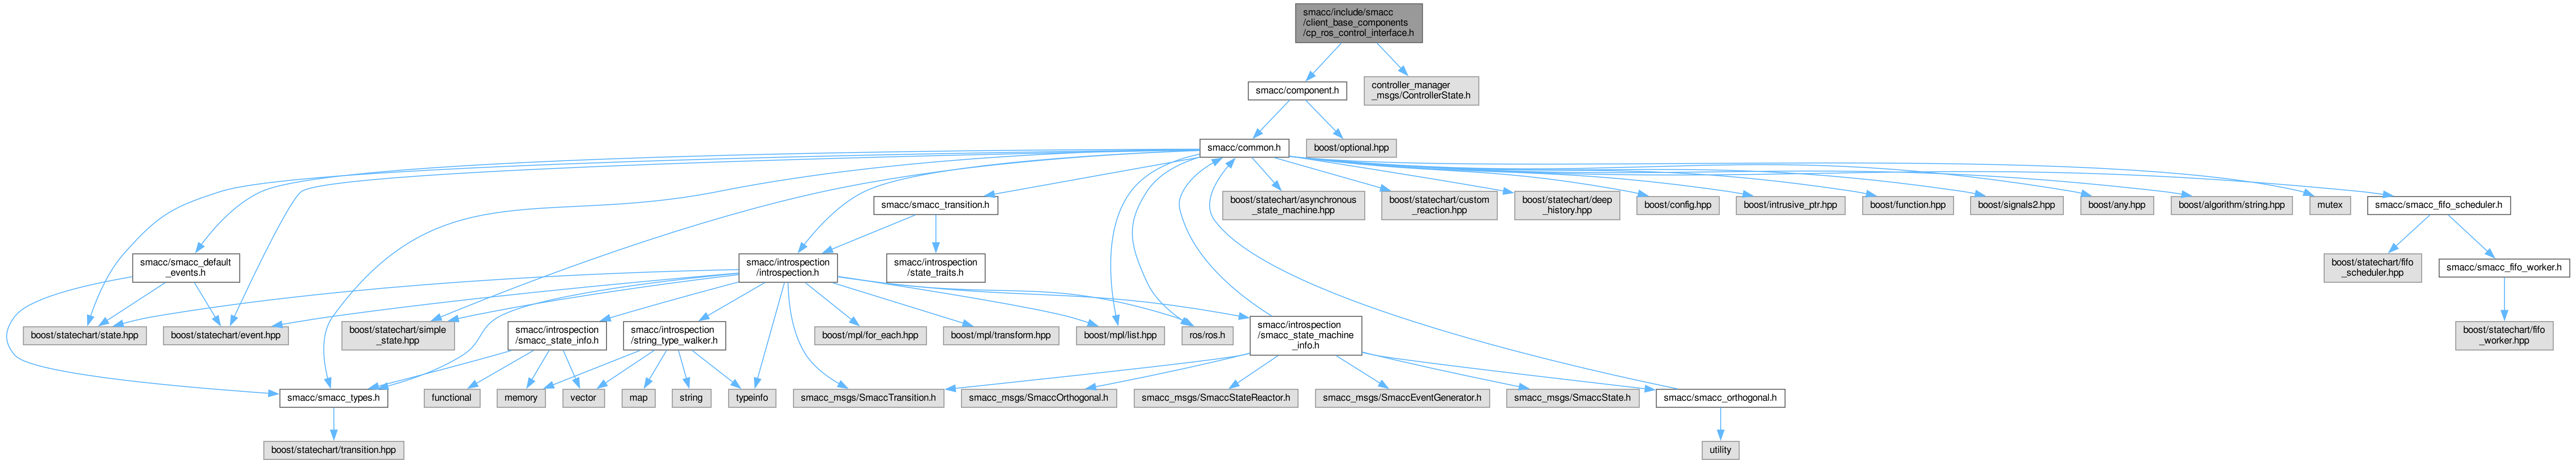 smacc/include/smacc
/client_base_components
/cp_ros_control_interface.h
smacc/component.h
controller_manager
_msgs/ControllerState.h
smacc/common.h
boost/optional.hpp
smacc/smacc_transition.h
boost/statechart/asynchronous
_state_machine.hpp
boost/statechart/custom
_reaction.hpp
boost/statechart/deep
_history.hpp
boost/config.hpp
boost/intrusive_ptr.hpp
boost/function.hpp
boost/signals2.hpp
boost/any.hpp
boost/algorithm/string.hpp
mutex
smacc/smacc_fifo_scheduler.h
smacc/smacc_default
_events.h
smacc/introspection
/introspection.h
smacc/introspection
/state_traits.h
boost/statechart/fifo
_scheduler.hpp
smacc/smacc_fifo_worker.h
boost/statechart/state.hpp
boost/statechart/event.hpp
boost/statechart/simple
_state.hpp
smacc/introspection
/smacc_state_info.h
smacc/introspection
/string_type_walker.h
boost/mpl/for_each.hpp
boost/mpl/transform.hpp
boost/mpl/list.hpp
ros/ros.h
smacc/introspection
/smacc_state_machine
_info.h
boost/statechart/fifo
_worker.hpp
smacc/smacc_types.h
functional
memory
vector
map
string
typeinfo
smacc_msgs/SmaccTransition.h
smacc_msgs/SmaccOrthogonal.h
smacc_msgs/SmaccStateReactor.h
smacc_msgs/SmaccEventGenerator.h
smacc_msgs/SmaccState.h
smacc/smacc_orthogonal.h
boost/statechart/transition.hpp
utility